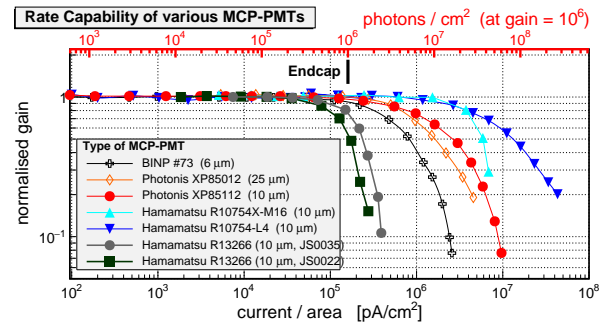 Rate Capability of various MCP-PMTs
photons / cm² (at gain = 10⁶)
10³ 10⁴ 10⁵ 10⁶ 10⁷ 10⁸
Endcap
normalised gain
1
10⁻¹
Type of MCP-PMT
BINP #73 (6 μm)
Photonis XP85012 (25 μm)
Photonis XP85112 (10 μm)
Hamamatsu R10754X-M16 (10 μm)
Hamamatsu R10754-L4 (10 μm)
Hamamatsu R13266 (10 μm, JS0035)
Hamamatsu R13266 (10 μm, JS0022)
10² 10³ 10⁴ 10⁵ 10⁶ 10⁷ 10⁸
current / area [pA/cm²]